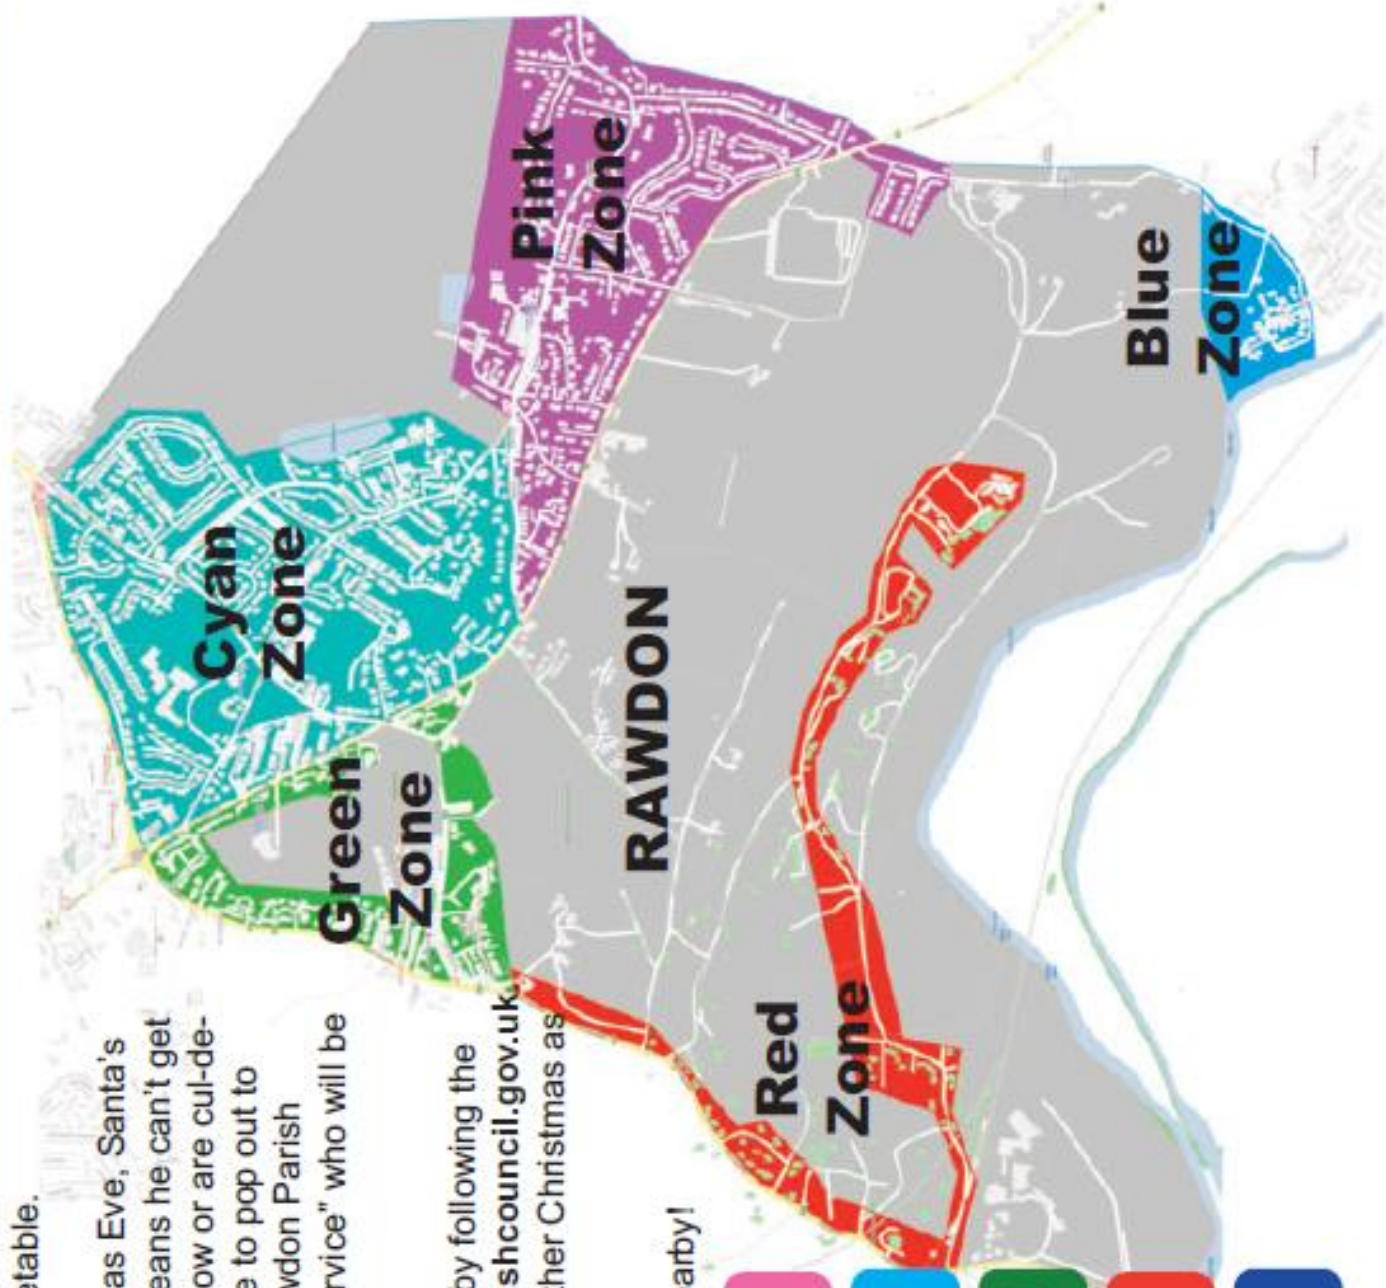 etable.
as Eve, Santa's
eans he can't get
ow or are cul-de-
e to pop out to
wdon Parish
rvice" who will be
by following the
shcouncil.gov.uk.
her Christmas as
arby!
Cyan
Zone
Pink
Zone
Green
Zone
RAWDON
Red
Zone
Blue
Zone